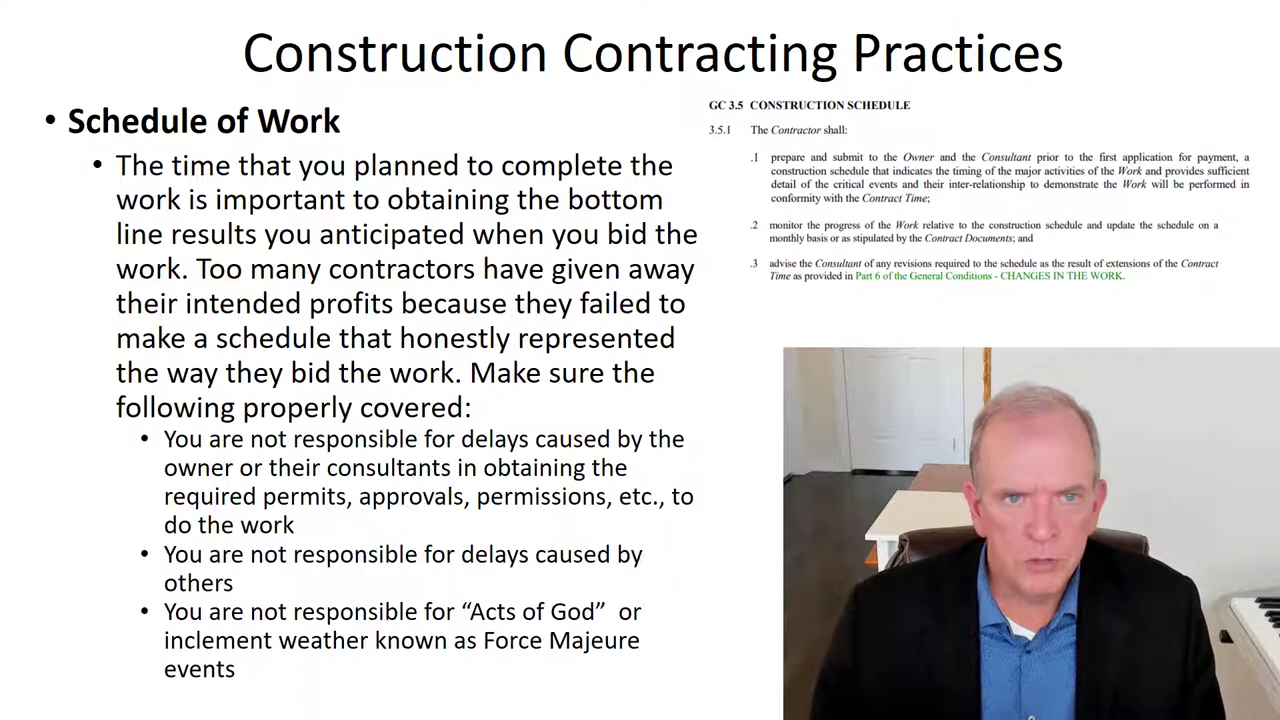 Construction Contracting Practices
• Schedule of Work
• The time that you planned to complete the
work is important to obtaining the bottom
line results you anticipated when you bid the
work. Too many contractors have given away
their intended profits because they failed to
make a schedule that honestly represented
the way they bid the work. Make sure the
following properly covered:
• You are not responsible for delays caused by the
owner or their consultants in obtaining the
required permits, approvals, permissions, etc., to
do the work
• You are not responsible for delays caused by
others
• You are not responsible for “Acts of God” or
inclement weather known as Force Majeure
events
GC 3.5 CONSTRUCTION SCHEDULE
3.5.1 The Contractor shall:
.1 prepare and submit to the Owner and the Consultant prior to the first application for payment, a
construction schedule that indicates the timing of the major activities of the Work and provides sufficient
detail of the critical events and their inter-relationship to demonstrate the Work will be performed in
conformity with the Contract Time;
.2 monitor the progress of the Work relative to the construction schedule and update the schedule on a
monthly basis or as stipulated by the Contract Documents; and
.3 advise the Consultant of any revisions required to the schedule as the result of extensions of the Contract
Time as provided in Part 6 of the General Conditions - CHANGES IN THE WORK.